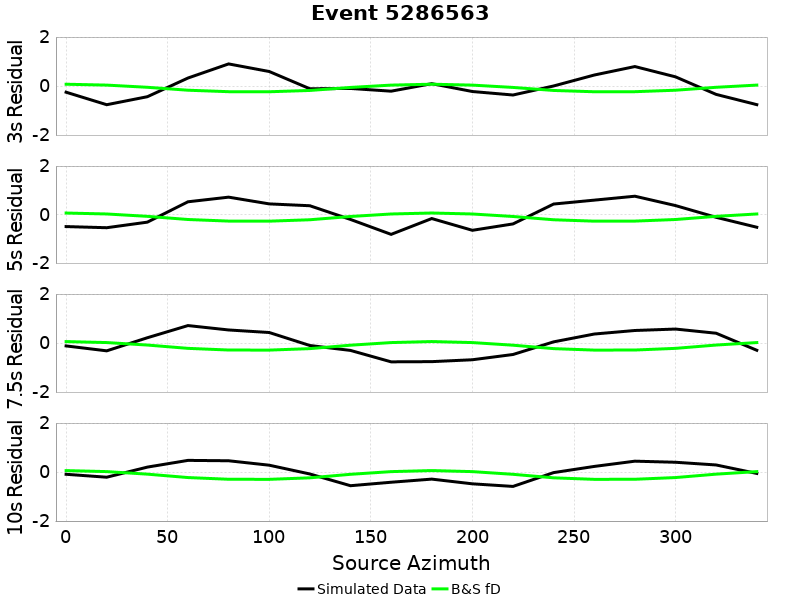 Event 5286563
3s Residual
2
0
-2
5s Residual
2
0
-2
7.5s Residual
2
0
-2
10s Residual
2
0
-2
0 50 100 150 200 250 300
Source Azimuth
Simulated Data B&S fD